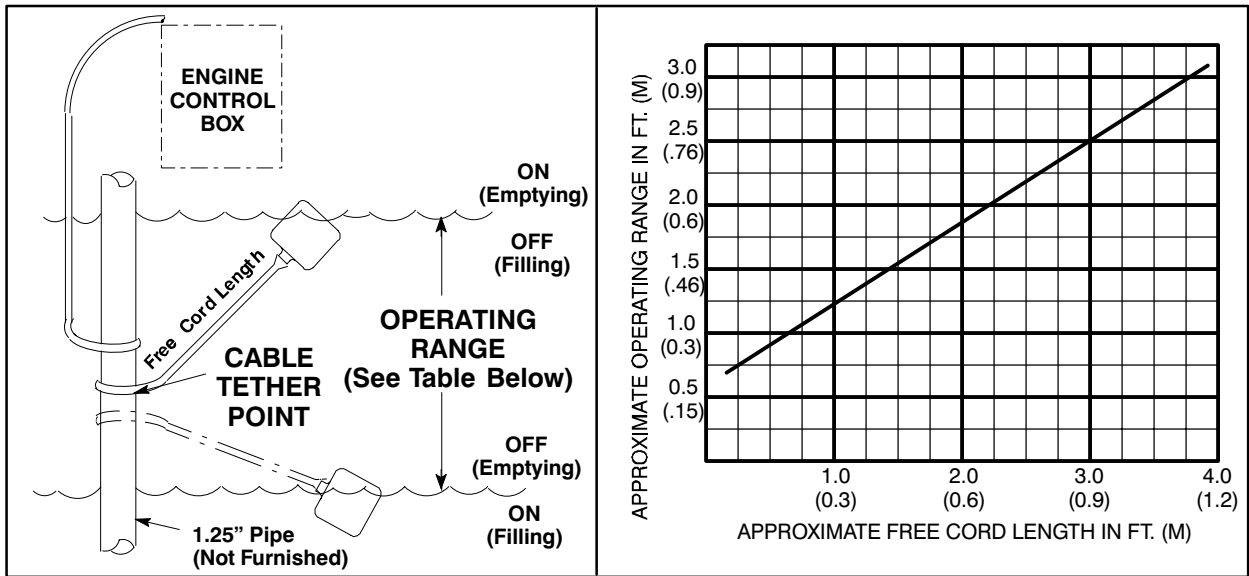 ENGINE
CONTROL
BOX
ON
(Emptying)
OFF
(Filling)
Free Cord Length
OPERATING
RANGE
(See Table Below)
CABLE
TETHER
POINT
OFF
(Emptying)
ON
(Filling)
1.25” Pipe
(Not Furnished)
APPROXIMATE OPERATING RANGE IN FT. (M)
3.0
(0.9)
2.5
(.76)
2.0
(0.6)
1.5
(.46)
1.0
(0.3)
0.5
(.15)
1.0 2.0 3.0 4.0
(0.3) (0.6) (0.9) (1.2)
APPROXIMATE FREE CORD LENGTH IN FT. (M)